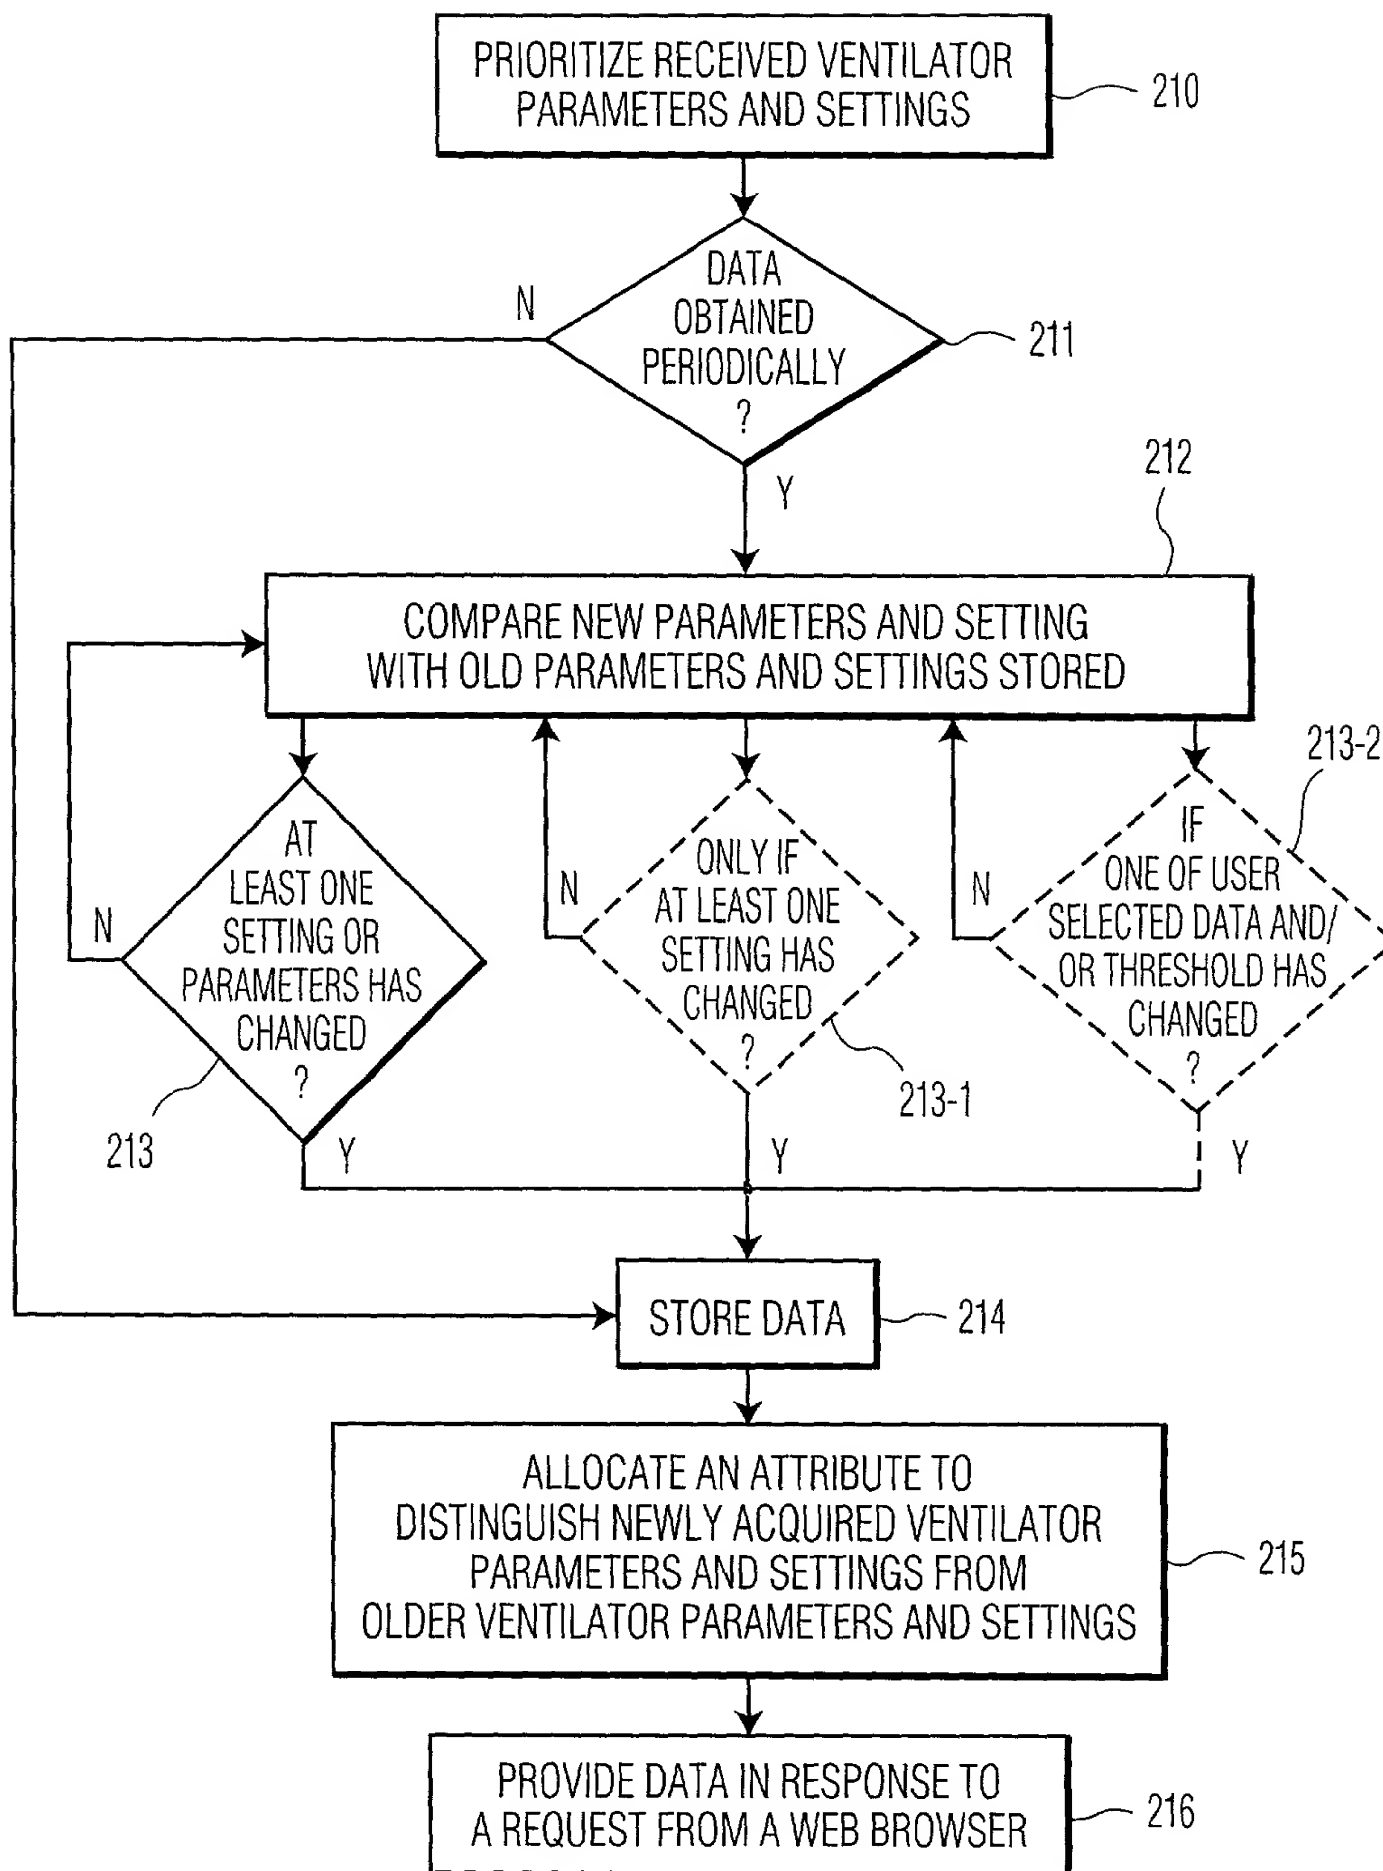 PRIORITIZE RECEIVED VENTILATOR
PARAMETERS AND SETTINGS
210
DATA
OBTAINED
PERIODICALLY
?
N
211
Y
212
COMPARE NEW PARAMETERS AND SETTING
WITH OLD PARAMETERS AND SETTINGS STORED
213-2
AT
LEAST ONE
SETTING OR
PARAMETERS HAS
CHANGED
?
N
213
Y
ONLY IF
AT LEAST ONE
SETTING HAS
CHANGED
?
N
213-1
Y
IF
ONE OF USER
SELECTED DATA AND/
OR THRESHOLD HAS
CHANGED
?
N
Y
STORE DATA
214
ALLOCATE AN ATTRIBUTE TO
DISTINGUISH NEWLY ACQUIRED VENTILATOR
PARAMETERS AND SETTINGS FROM
OLDER VENTILATOR PARAMETERS AND SETTINGS
215
PROVIDE DATA IN RESPONSE TO
A REQUEST FROM A WEB BROWSER
216